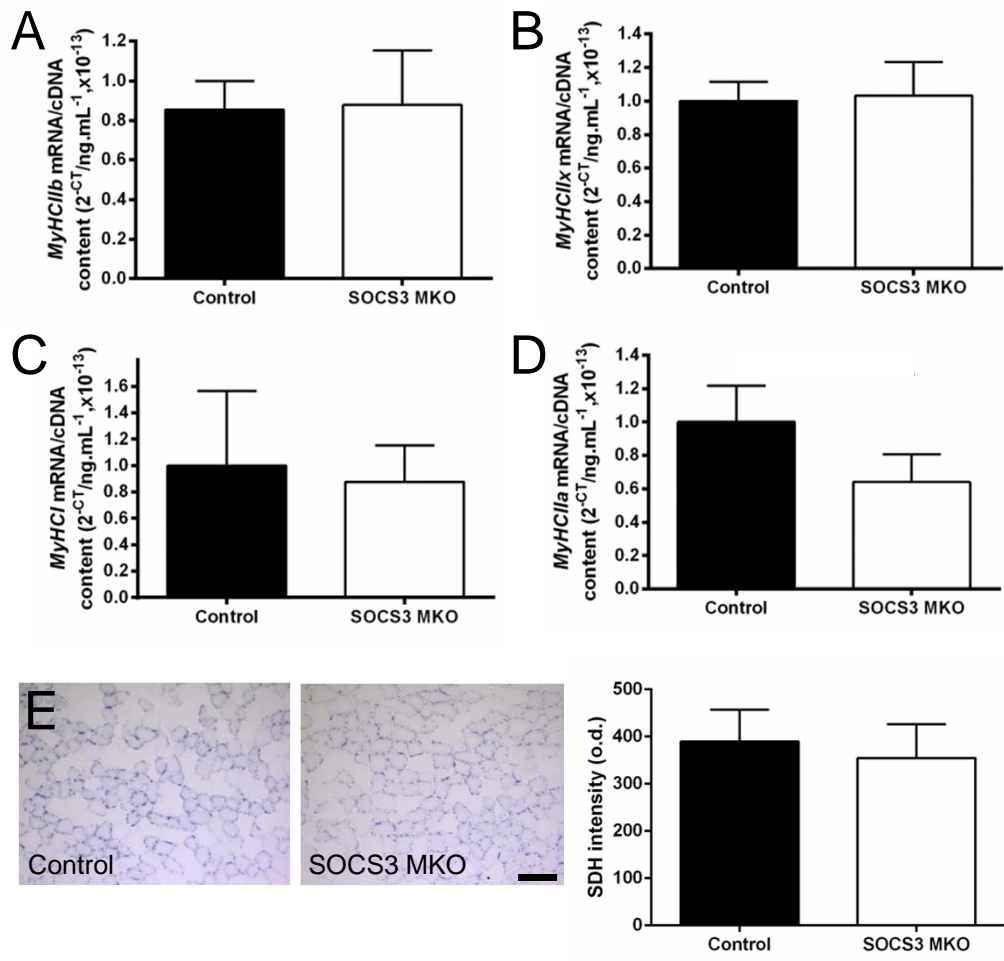 A
MyHCIIb mRNA/cDNA
content (2-CT/ng.mL-1,x10-13)
1.2
1.0
0.8
0.6
0.4
0.2
0.0
Control
SOCS3 MKO
B
MyHCIIx mRNA/cDNA
content (2-CT/ng.mL-1,x10-13)
1.4
1.2
1.0
0.8
0.6
0.4
0.2
0.0
Control
SOCS3 MKO
C
MyHCI mRNA/cDNA
content (2-CT/ng.mL-1,x10-13)
1.6
1.4
1.2
1.0
0.8
0.6
0.4
0.2
0.0
Control
SOCS3 MKO
D
MyHCIIa mRNA/cDNA
content (2-CT/ng.mL-1,x10-13)
1.4
1.2
1.0
0.8
0.6
0.4
0.2
0.0
Control
SOCS3 MKO
E
Control
SOCS3 MKO
SDH intensity (o.d.)
500
400
300
200
100
0
Control
SOCS3 MKO